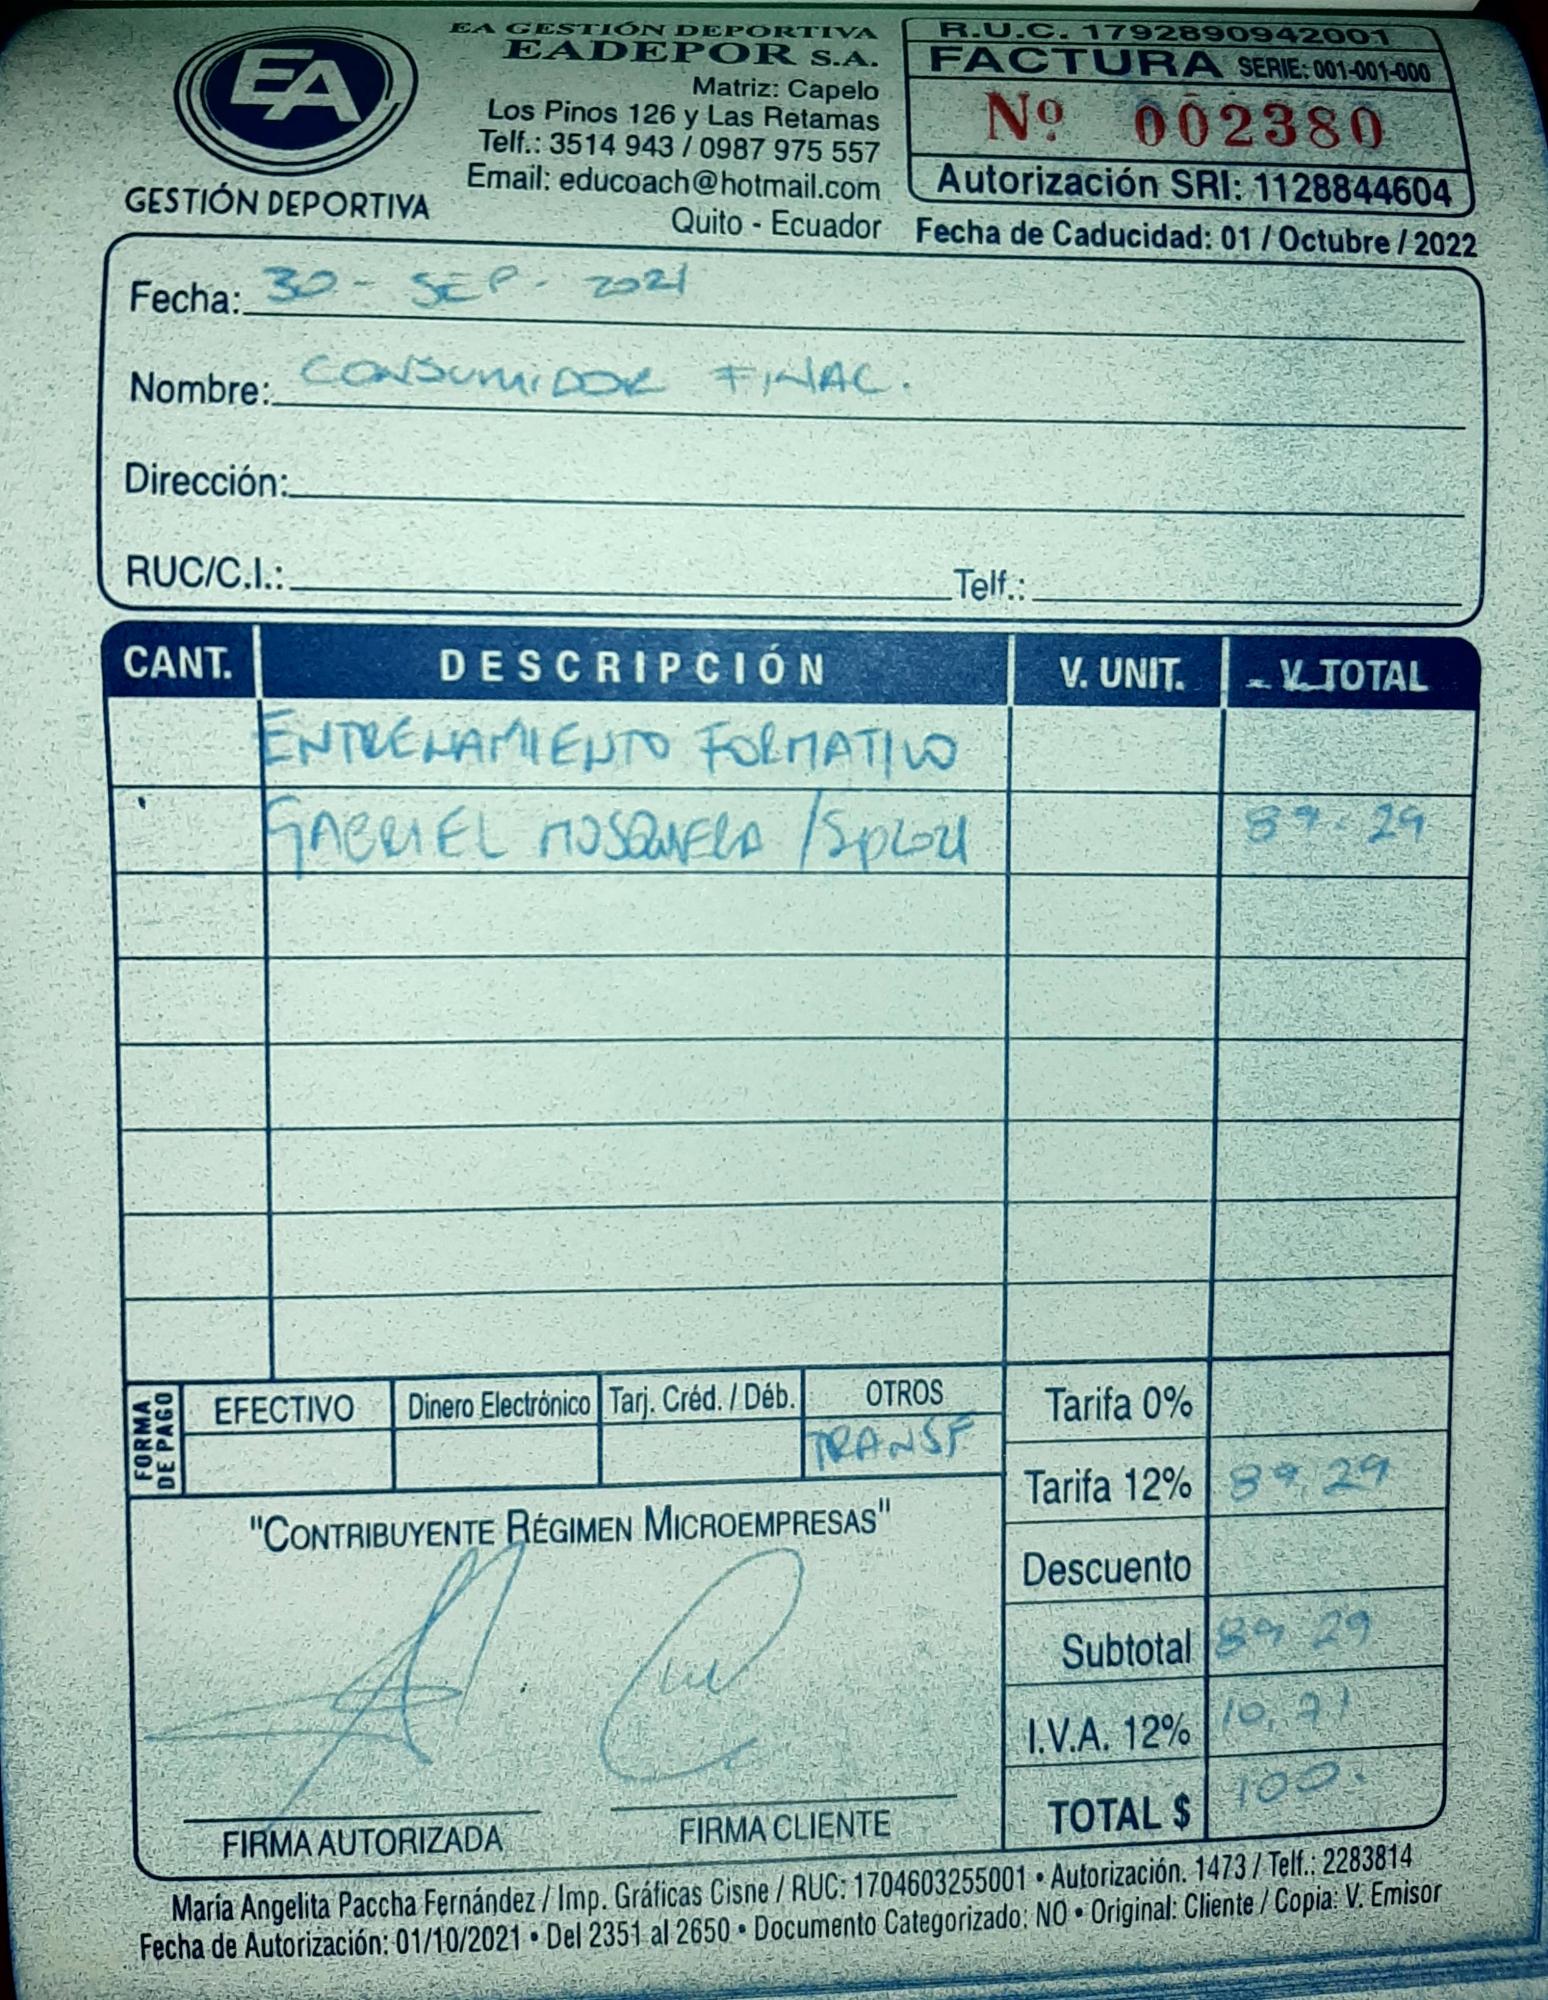 EA
GESTIÓN DEPORTIVA
EA GESTIÓN DEPORTIVA
EADEPOR S.A.
Matriz: Capelo
Los Pinos 126 y Las Retamas
Telf.: 3514 943 / 0987 975 557
Email: educoach@hotmail.com
Quito - Ecuador
R.U.C. 1792890942001
FACTURA SERIE: 001-001-000
Nº 002380
Autorización SRI: 1128844604
Fecha de Caducidad: 01 / Octubre / 2022
Fecha: 30 - SEP - 2021
Nombre: CONSUMIDOR FINAL.
Dirección:
RUC/C.I.: Telf.:
CANT. DESCRIPCIÓN V. UNIT. V. TOTAL
ENTRENAMIENTO FORMATIVO
GABRIEL MOSQUERA / 89.29
FORMA DE PAGO
EFECTIVO Dinero Electrónico Tarj. Créd. / Déb. OTROS
TRANSF
Tarifa 0%
Tarifa 12% 89.29
Descuento
Subtotal 89 29
I.V.A. 12% 10,71
TOTAL $ 100.
"CONTRIBUYENTE RÉGIMEN MICROEMPRESAS"
FIRMA AUTORIZADA FIRMA CLIENTE
María Angelita Paccha Fernández / Imp. Gráficas Cisne / RUC: 1704603255001 • Autorización. 1473 / Telf.: 2283814
Fecha de Autorización: 01/10/2021 • Del 2351 al 2650 • Documento Categorizado: NO • Original: Cliente / Copia: V. Emisor